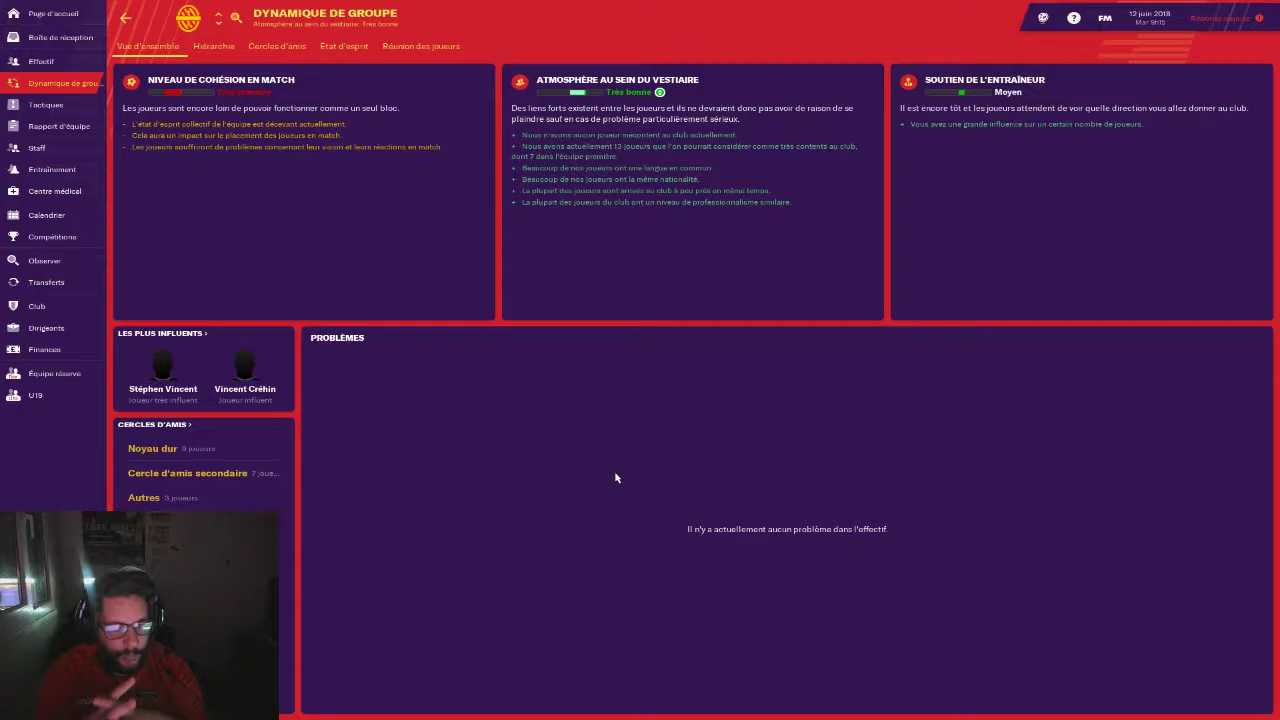 Page d'accueil
Boîte de réception
Effectif
Dynamique de grou...
Tactiques
Rapport d'équipe
Staff
Entraînement
Centre médical
Calendrier
Compétitions
Observer
Transferts
Club
Dirigeants
Finances
Équipe réserve
U19
DYNAMIQUE DE GROUPE
Atmosphère au sein du vestiaire: Très bonne
FM
12 juin 2018
Mar 9h15
Vue d'ensemble
Hiérarchie
Cercles d'amis
État d'esprit
Réunion des joueurs
NIVEAU DE COHÉSION EN MATCH
Les joueurs sont encore loin de pouvoir fonctionner comme un seul bloc.
- L'état d'esprit collectif de l'équipe est décevant actuellement.
- Cela aura un impact sur le placement des joueurs en match.
- Les joueurs souffriront de problèmes concernant leur vision et leurs réactions en match
ATMOSPHÈRE AU SEIN DU VESTIAIRE
Très bonne
Des liens forts existent entre les joueurs et ils ne devraient donc pas avoir de raison de se
plaindre sauf en cas de problème particulièrement sérieux.
+ Nous n'avons aucun joueur mécontent au club actuellement.
+ Nous avons actuellement 13 joueurs que l'on pourrait considérer comme très contents au club,
dont 7 dans l'équipe première.
+ Beaucoup de nos joueurs ont une langue en commun
+ Beaucoup de nos joueurs ont la même nationalité.
+ La plupart des joueurs sont arrivés au club à peu près en même temps.
+ La plupart des joueurs du club ont un niveau de professionnalisme similaire.
SOUTIEN DE L'ENTRAÎNEUR
Moyen
Il est encore tôt et les joueurs attendent de voir quelle direction vous allez donner au club.
+ Vous avez une grande influence sur un certain nombre de joueurs.
LES PLUS INFLUENTS ›
Stéphen Vincent
Joueur très influent
Vincent Créhin
Joueur influent
CERCLES D'AMIS ›
Noyau dur 9 joueurs
Cercle d'amis secondaire 7 joue...
Autres 3 joueurs
PROBLÈMES
Il n'y a actuellement aucun problème dans l'effectif.